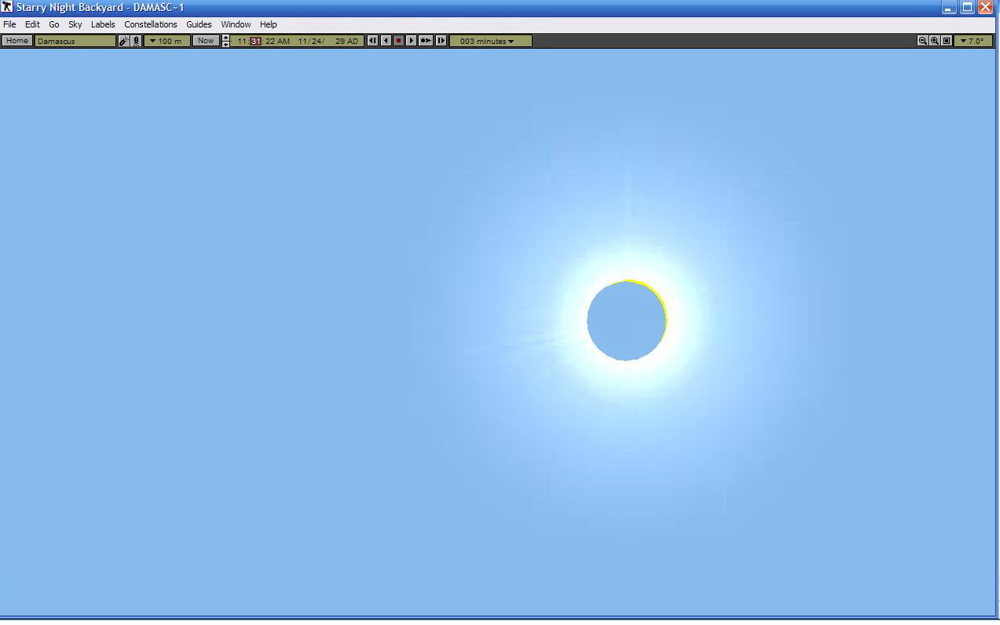 Starry Night Backyard - DAMASC~1
File Edit Go Sky Labels Constellations Guides Window Help
Home Damascus 100 m Now 11:31:22 AM 11/24/ 29 AD 003 minutes 7.0°